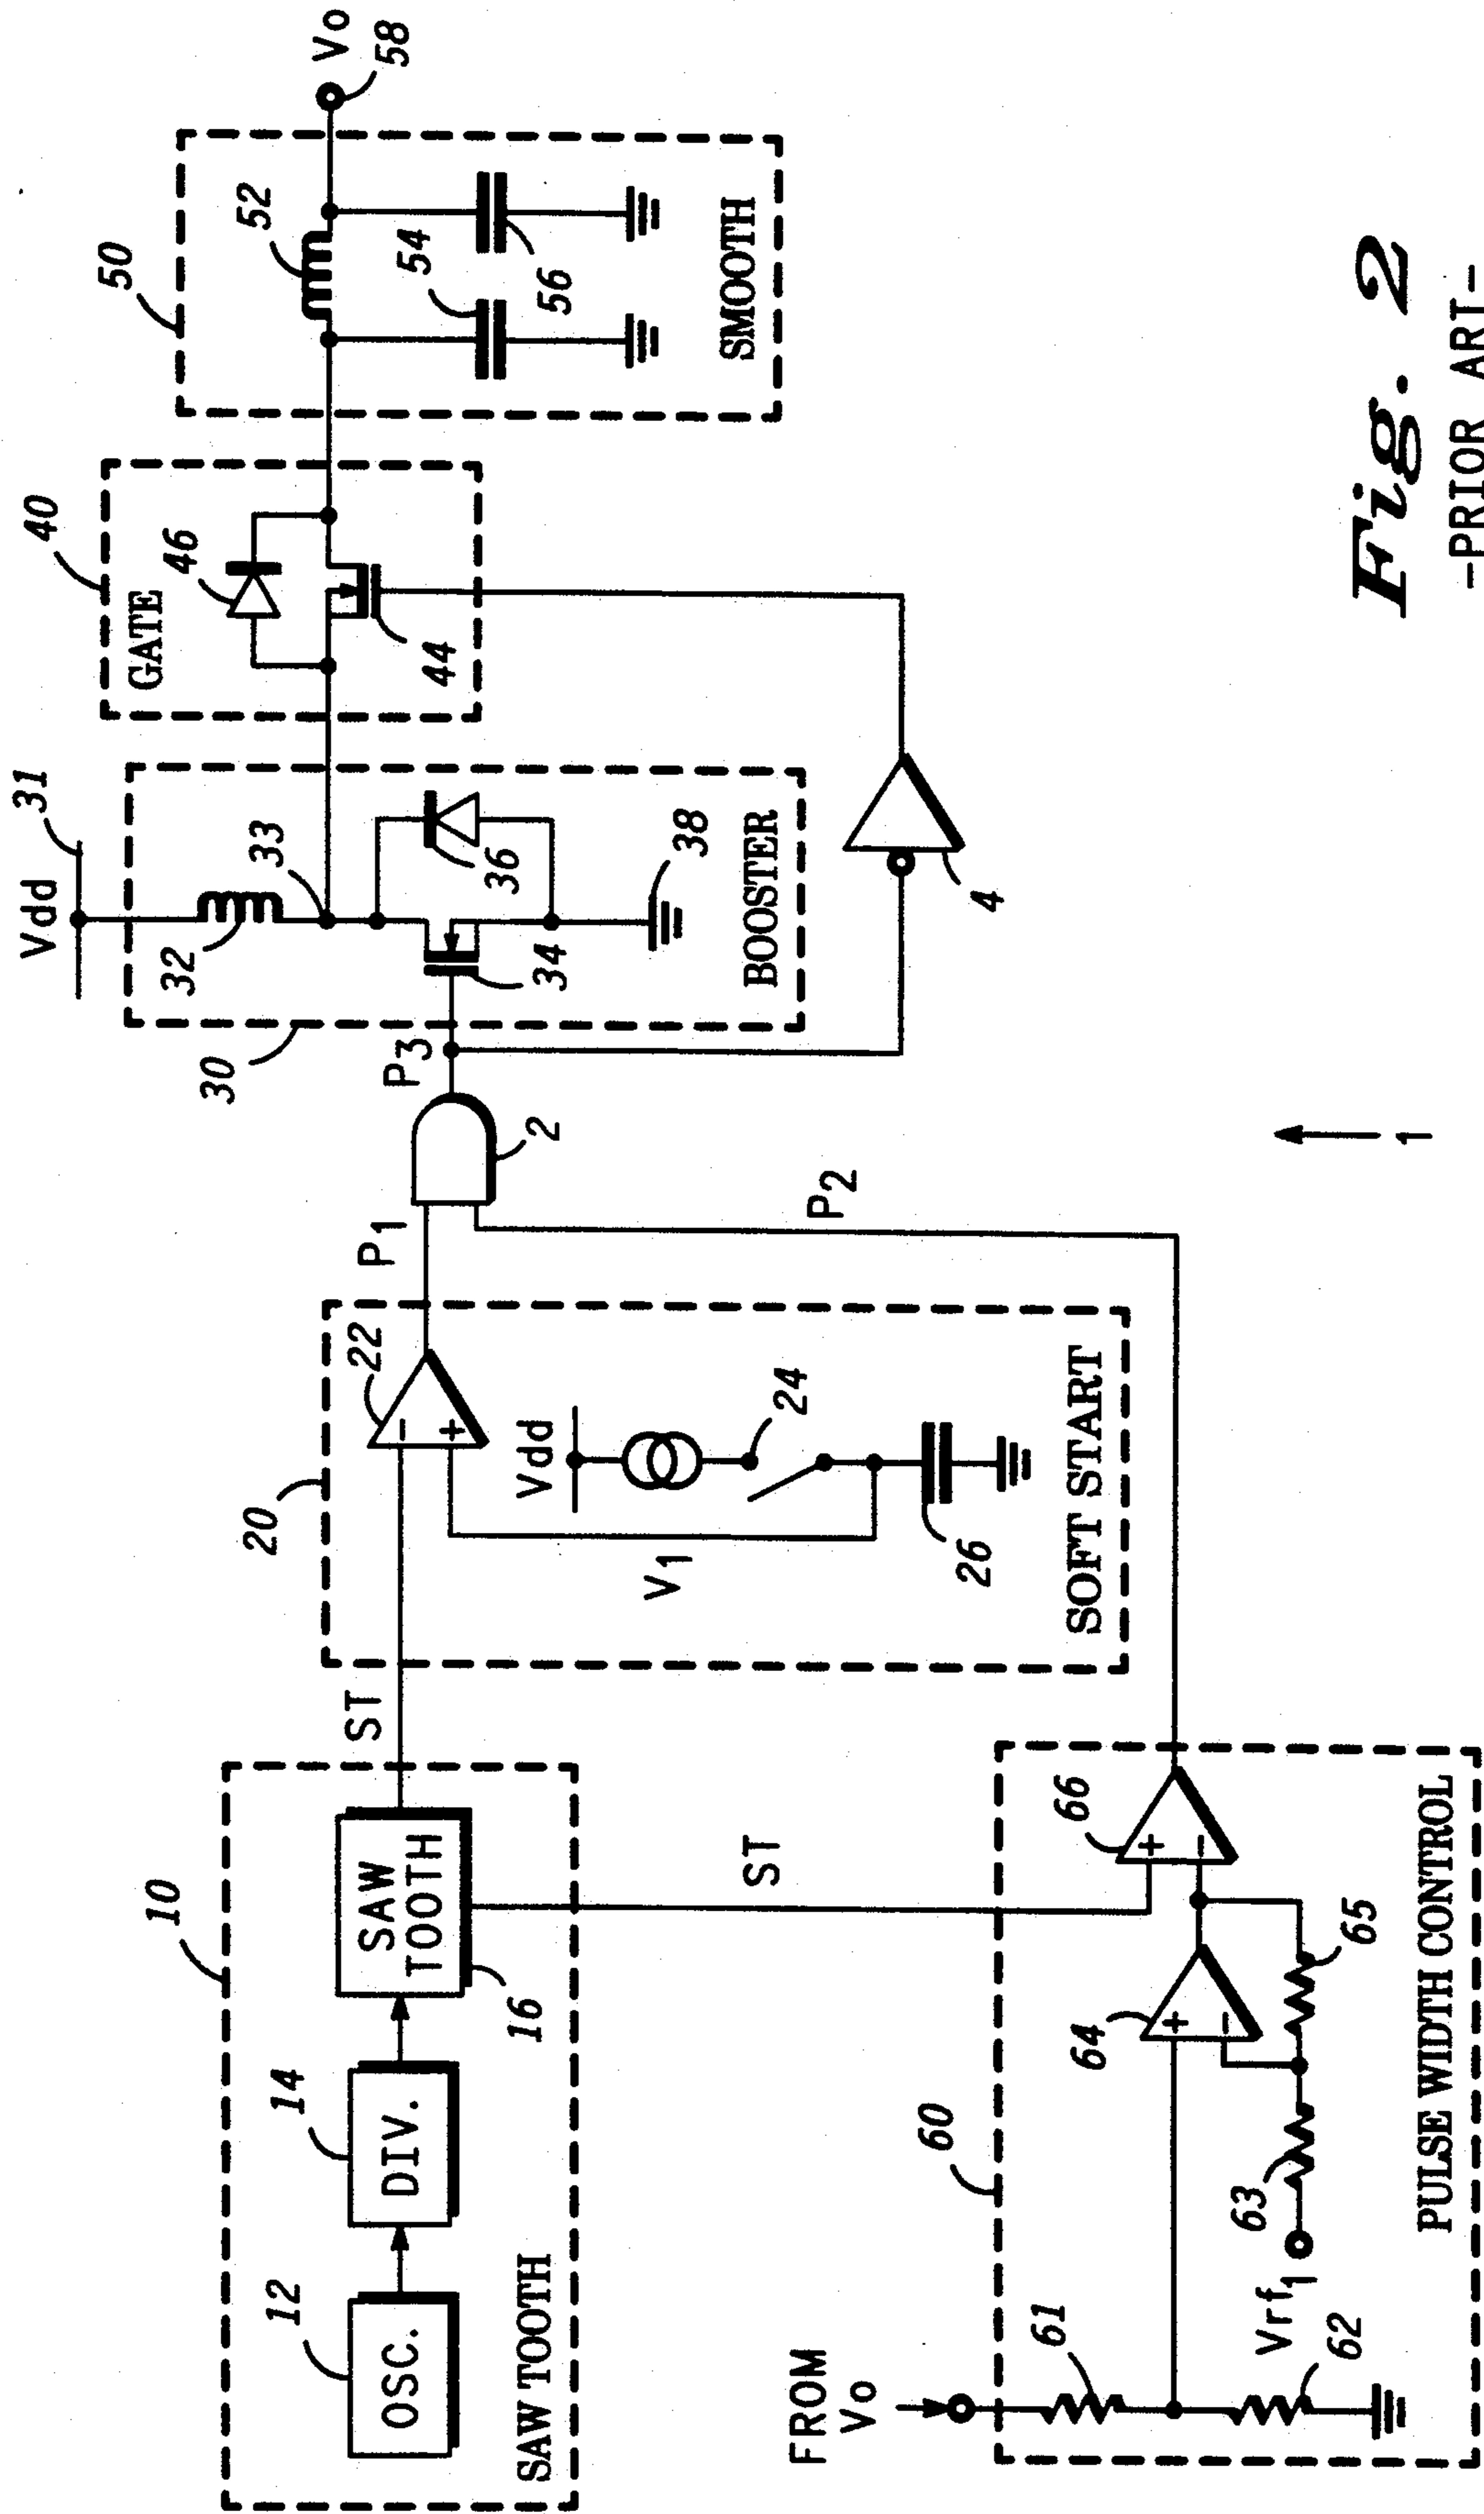 10
12
OSC.
14
DIV.
16
SAW
TOOTH
SAW TOOTH
ST
ST
20
22
−
+
Vdd
24
V1
26
SOFT START
P1
P2
2
P3
30
Vdd
31
32
33
34
36
38
BOOSTER
4
40
GATE
46
44
50
52
54
56
SMOOTH
Vo
58
FROM
Vo
60
61
62
Vrf1
63
64
+
−
65
66
+
−
PULSE WIDTH CONTROL
1
Fig. 2
-PRIOR ART-